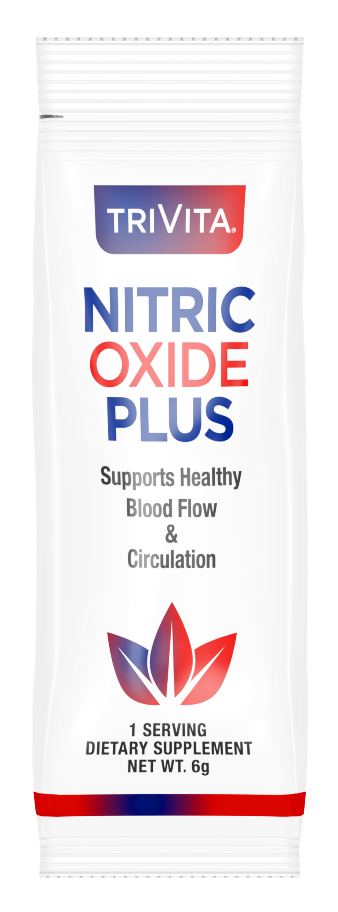 TRIVITA®
NITRIC
OXIDE
PLUS
Supports Healthy
Blood Flow
&
Circulation
1 SERVING
DIETARY SUPPLEMENT
NET WT. 6g